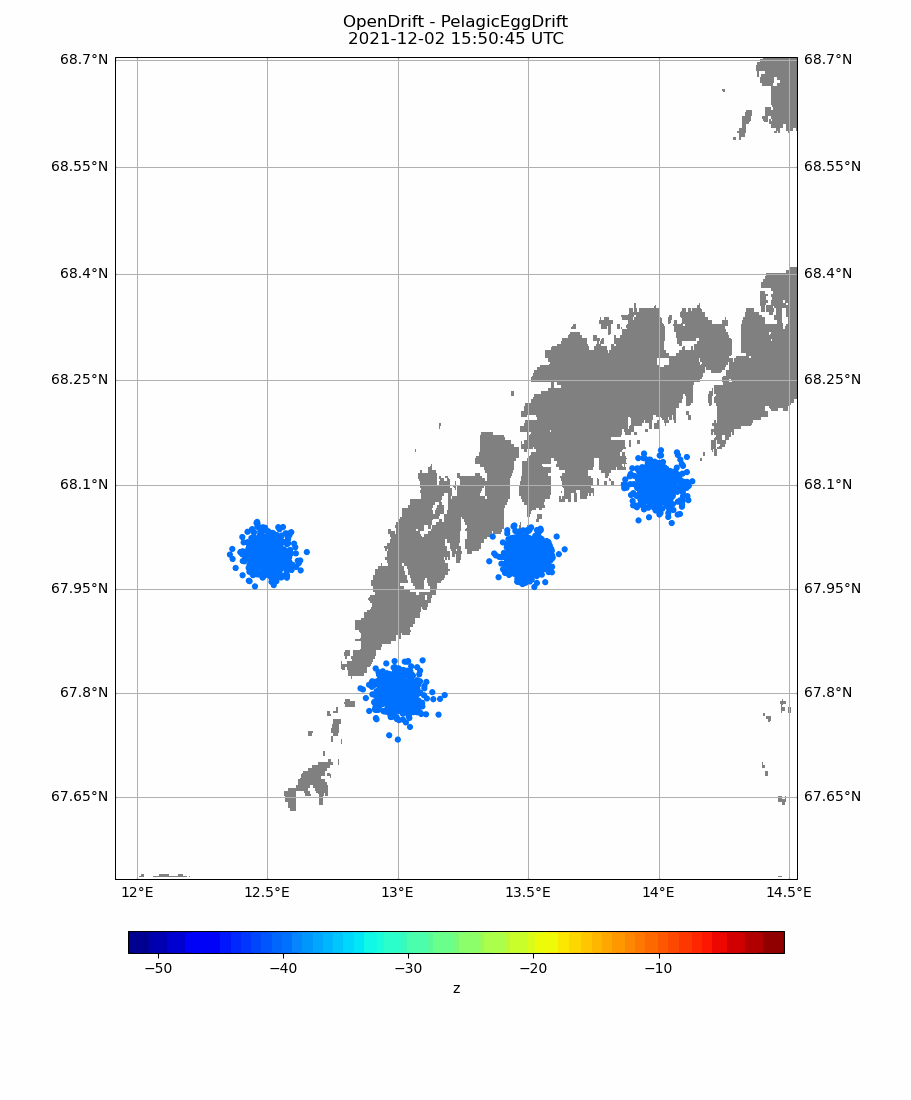 OpenDrift - PelagicEggDrift
2021-12-02 15:50:45 UTC
68.7°N 68.7°N
68.55°N 68.55°N
68.4°N 68.4°N
68.25°N 68.25°N
68.1°N 68.1°N
67.95°N 67.95°N
67.8°N 67.8°N
67.65°N 67.65°N
12°E 12.5°E 13°E 13.5°E 14°E 14.5°E
−50 −40 −30 −20 −10
z